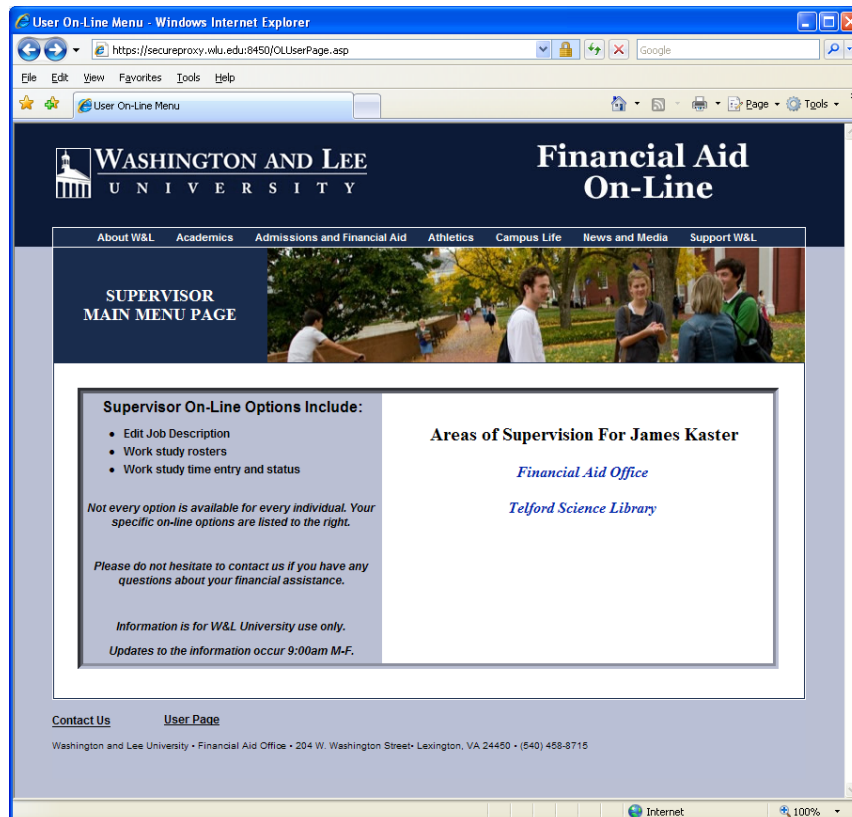 User On-Line Menu - Windows Internet Explorer
https://secureproxy.wlu.edu:8450/OLUserPage.asp
Google
File Edit View Favorites Tools Help
User On-Line Menu
Page Tools
WASHINGTON AND LEE
UNIVERSITY
Financial Aid
On-Line
About W&L Academics Admissions and Financial Aid Athletics Campus Life News and Media Support W&L
SUPERVISOR
MAIN MENU PAGE
Supervisor On-Line Options Include:
• Edit Job Description
• Work study rosters
• Work study time entry and status
Not every option is available for every individual. Your
specific on-line options are listed to the right.
Please do not hesitate to contact us if you have any
questions about your financial assistance.
Information is for W&L University use only.
Updates to the information occur 9:00am M-F.
Areas of Supervision For James Kaster
Financial Aid Office
Telford Science Library
Contact Us User Page
Washington and Lee University • Financial Aid Office • 204 W. Washington Street• Lexington, VA 24450 • (540) 458-8715
Internet 100%